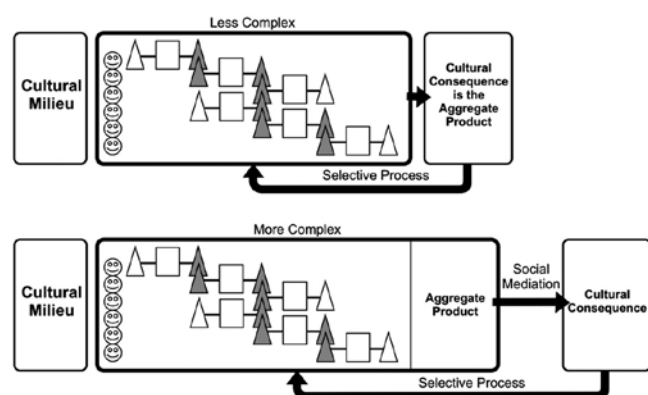 Less Complex
Cultural
Milieu
Cultural
Consequence
is the
Aggregate
Product
Selective Process
More Complex
Cultural
Milieu
Aggregate
Product
Social
Mediation
Cultural
Consequence
Selective Process